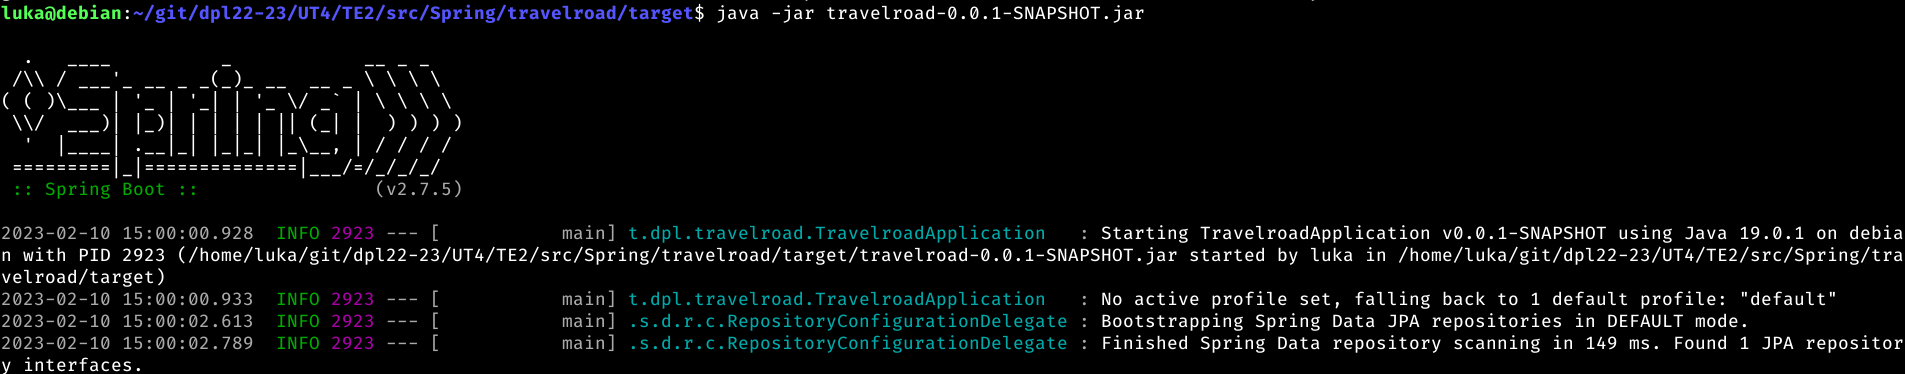 luka@debian:~/git/dpl22-23/UT4/TE2/src/Spring/travelroad/target$ java -jar travelroad-0.0.1-SNAPSHOT.jar
  .   ____          _            __ _ _
 /\\ / ___'_ __ _ _(_)_ __  __ _ \ \ \ \
( ( )\___ | '_ | '_| | '_ \/ _` | \ \ \ \
 \\/  ___)| |_)| | | | | || (_| |  ) ) ) )
  '  |____| .__|_| |_|_| |_\__, | / / / /
 =========|_|==============|___/=/_/_/_/
 :: Spring Boot ::                (v2.7.5)
2023-02-10 15:00:00.928  INFO 2923 --- [           main] t.dpl.travelroad.TravelroadApplication   : Starting TravelroadApplication v0.0.1-SNAPSHOT using Java 19.0.1 on debia
n with PID 2923 (/home/luka/git/dpl22-23/UT4/TE2/src/Spring/travelroad/target/travelroad-0.0.1-SNAPSHOT.jar started by luka in /home/luka/git/dpl22-23/UT4/TE2/src/Spring/tra
velroad/target)
2023-02-10 15:00:00.933  INFO 2923 --- [           main] t.dpl.travelroad.TravelroadApplication   : No active profile set, falling back to 1 default profile: "default"
2023-02-10 15:00:02.613  INFO 2923 --- [           main] .s.d.r.c.RepositoryConfigurationDelegate : Bootstrapping Spring Data JPA repositories in DEFAULT mode.
2023-02-10 15:00:02.789  INFO 2923 --- [           main] .s.d.r.c.RepositoryConfigurationDelegate : Finished Spring Data repository scanning in 149 ms. Found 1 JPA repositor
y interfaces.